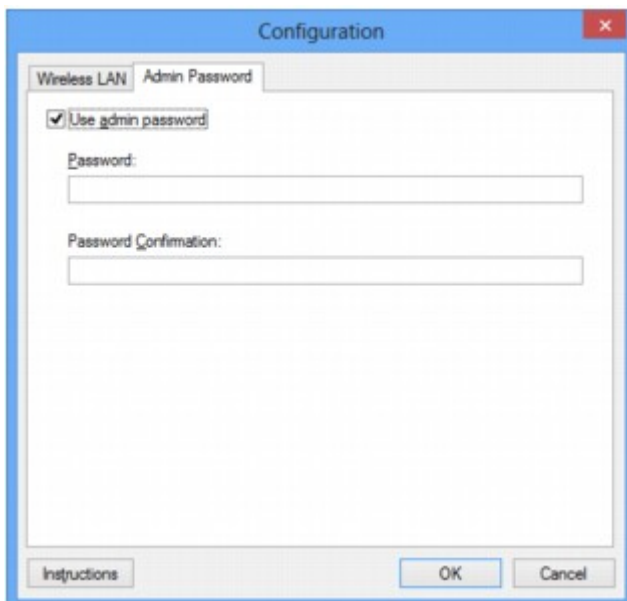 Configuration
Wireless LAN Admin Password
Use admin password
Password:
Password Confirmation:
Instructions OK Cancel